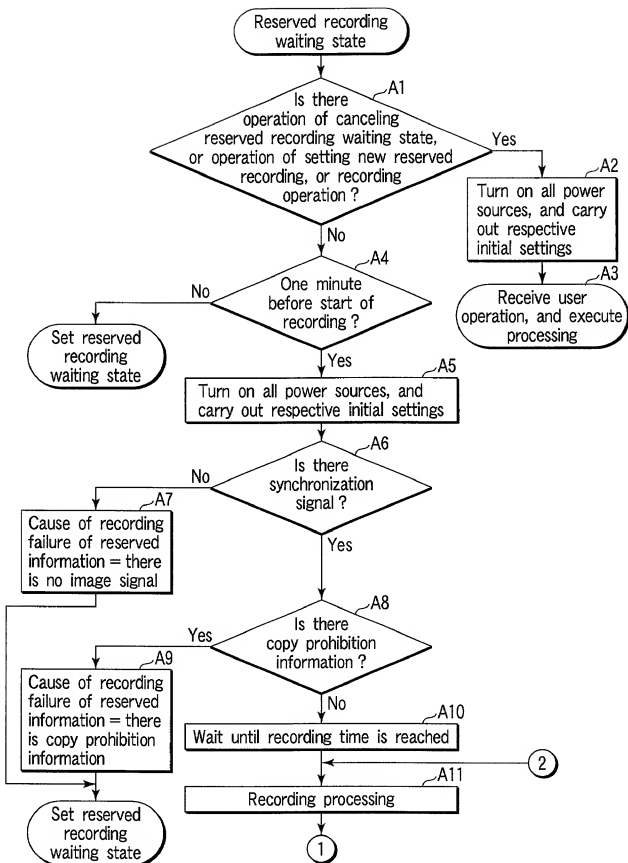 Reserved recording
waiting state
A1
Is there
operation of canceling
reserved recording waiting state,
or operation of setting new reserved
recording, or recording
operation ?
Yes
A2
Turn on all power
sources, and carry
out respective
initial settings
A3
Receive user
operation, and execute
processing
No
A4
One minute
before start of
recording ?
No
Set reserved
recording
waiting state
Yes
A5
Turn on all power sources, and
carry out respective initial settings
A6
Is there
synchronization
signal ?
No
A7
Cause of recording
failure of reserved
information = there
is no image signal
Yes
A8
Is there
copy prohibition
information ?
Yes
A9
Cause of recording
failure of reserved
information = there
is copy prohibition
information
No
A10
Wait until recording time is reached
2
A11
Recording processing
Set reserved
recording
waiting state
1